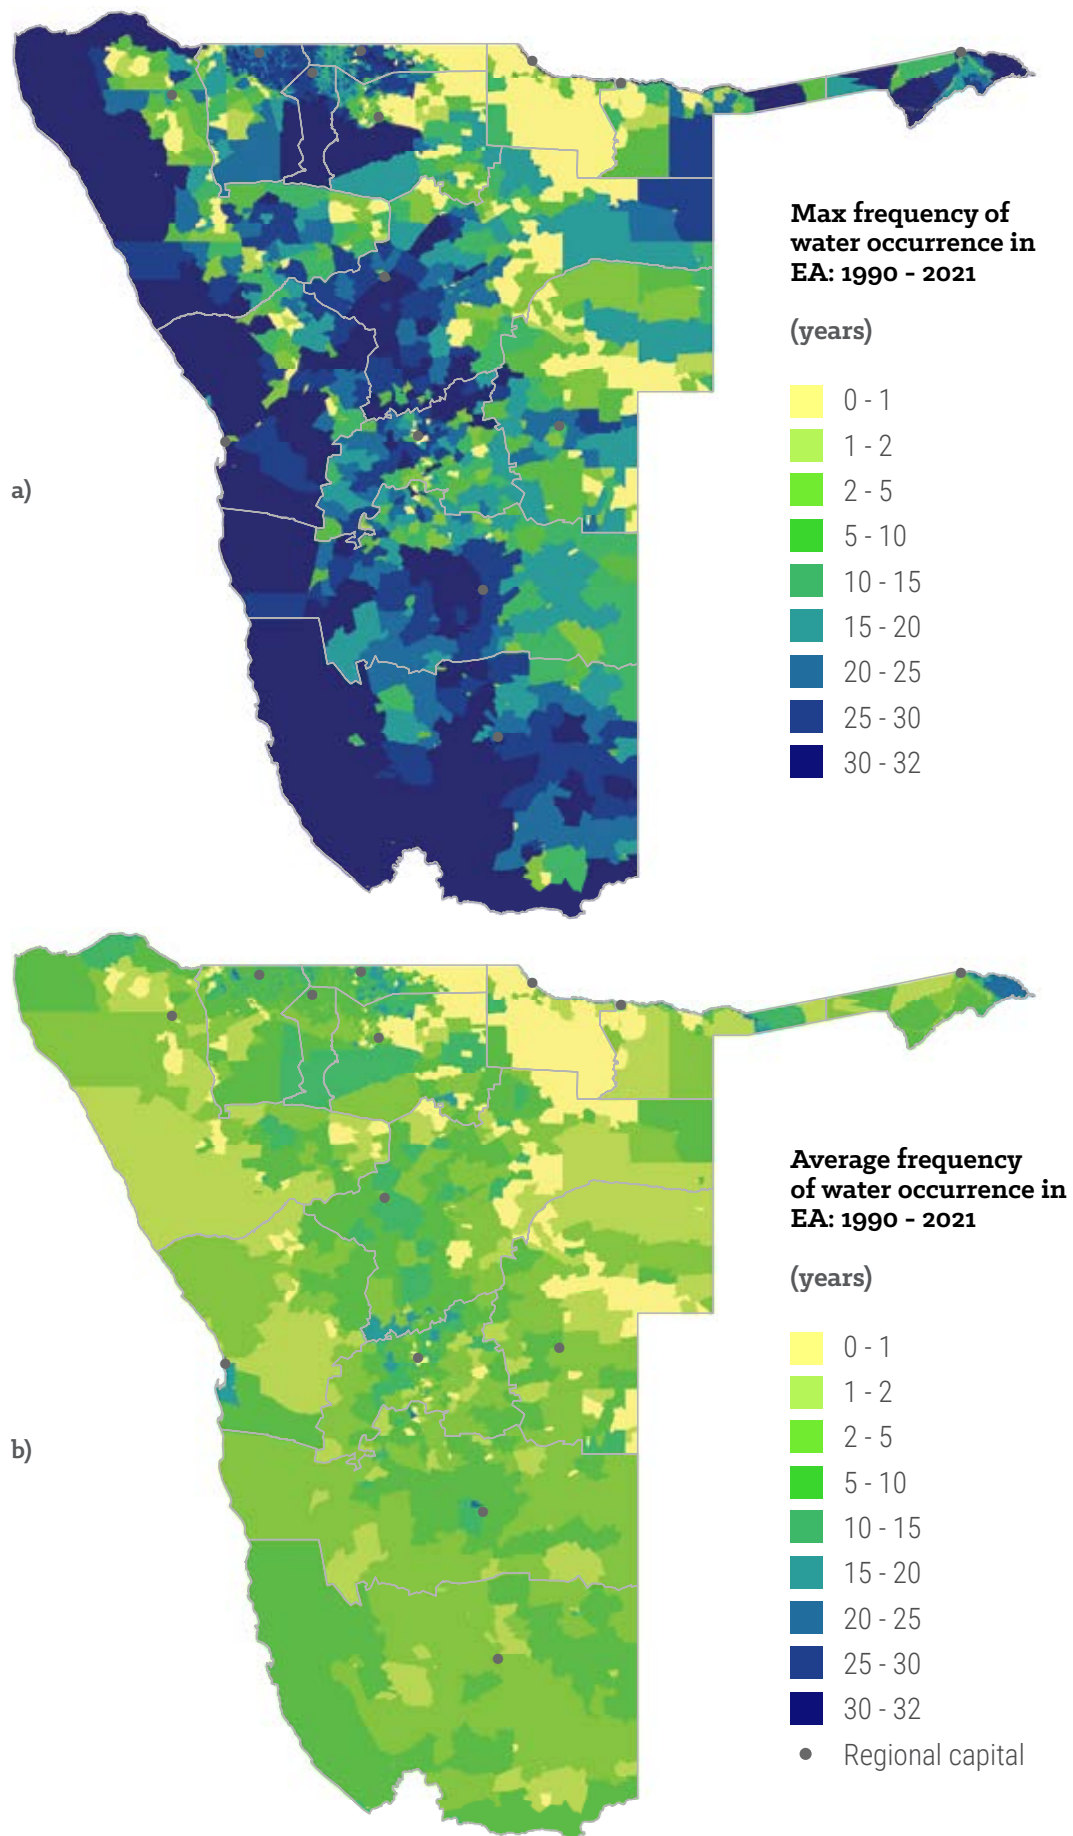 Max frequency of
water occurrence in
EA: 1990 - 2021
(years)
0 - 1
1 - 2
2 - 5
5 - 10
10 - 15
15 - 20
20 - 25
25 - 30
30 - 32
a)
Average frequency
of water occurrence in
EA: 1990 - 2021
(years)
0 - 1
1 - 2
2 - 5
5 - 10
10 - 15
15 - 20
20 - 25
25 - 30
30 - 32
Regional capital
b)